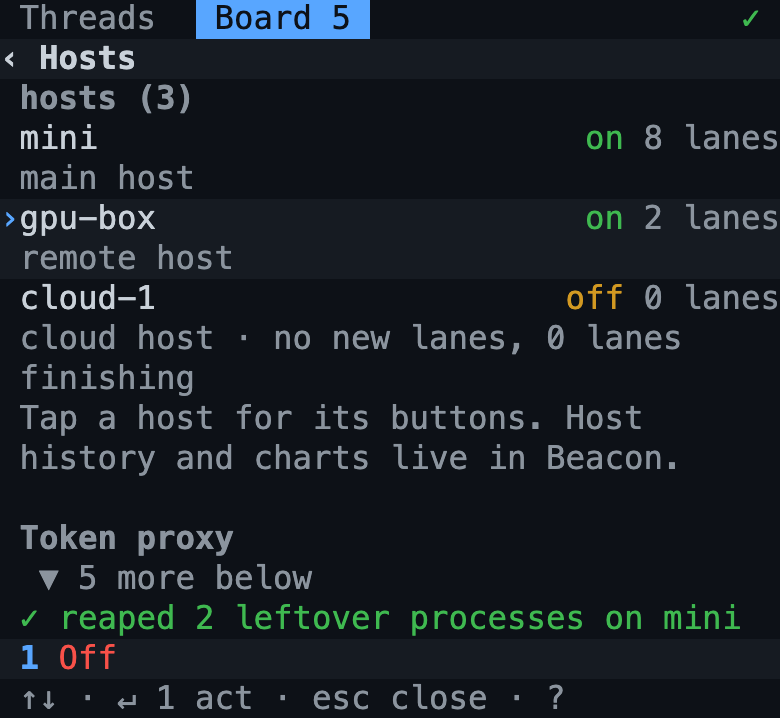 Threads Board 5 ✓
‹ Hosts
hosts (3)
mini on 8 lanes
main host
›gpu-box on 2 lanes
remote host
cloud-1 off 0 lanes
cloud host · no new lanes, 0 lanes
finishing
Tap a host for its buttons. Host
history and charts live in Beacon.
Token proxy
▼ 5 more below
✓ reaped 2 leftover processes on mini
1 Off
↑↓ · ↵ 1 act · esc close · ?